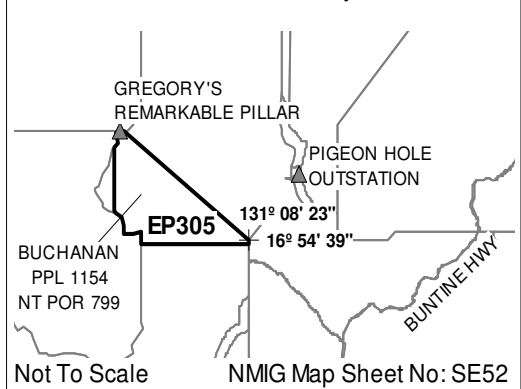 GREGORY'S
REMARKABLE PILLAR
PIGEON HOLE
OUTSTATION
131º 08' 23"
16º 54' 39"
EP305
BUCHANAN
PPL 1154
NT POR 799
BUNTINE HWY
Not To Scale
NMIG Map Sheet No: SE52